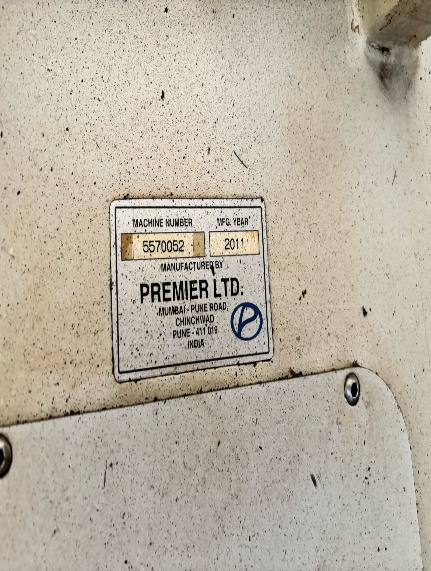 MACHINE NUMBER MFG. YEAR
5570052 2011
MANUFACTURED BY
PREMIER LTD.
MUMBAI - PUNE ROAD,
CHINCHWAD
PUNE - 411 019
INDIA